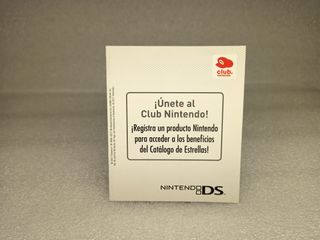 club.
¡Únete al
Club Nintendo!
¡Registra un producto Nintendo
para acceder a los beneficios
del Catálogo de Estrellas!
NINTENDO DS